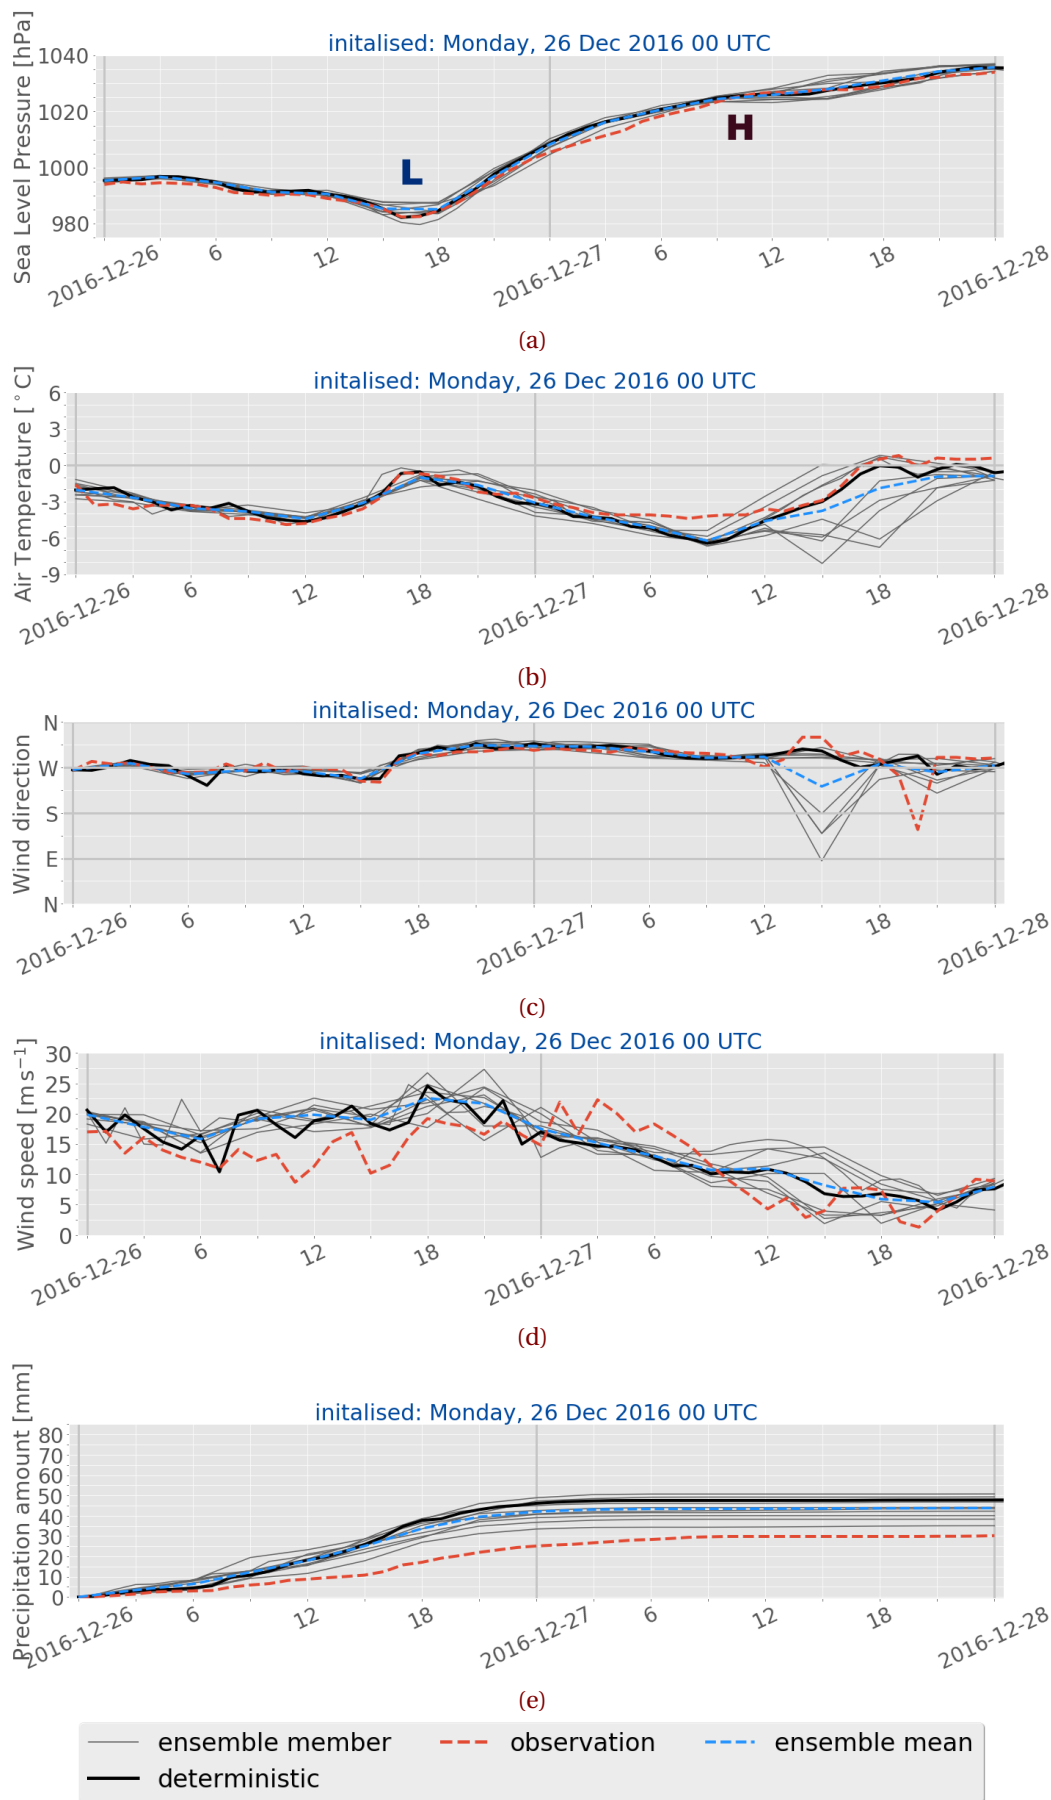 initalised: Monday, 26 Dec 2016 00 UTC
Sea Level Pressure [hPa]
1040
1020
1000
980
L
H
2016-12-26 6 12 18 2016-12-27 6 12 18 2016-12-28
(a)
initalised: Monday, 26 Dec 2016 00 UTC
Air Temperature [°C]
6
3
0
-3
-6
-9
2016-12-26 6 12 18 2016-12-27 6 12 18 2016-12-28
(b)
initalised: Monday, 26 Dec 2016 00 UTC
Wind direction
N
W
S
E
N
2016-12-26 6 12 18 2016-12-27 6 12 18 2016-12-28
(c)
initalised: Monday, 26 Dec 2016 00 UTC
Wind speed [m s⁻¹]
30
25
20
15
10
5
0
2016-12-26 6 12 18 2016-12-27 6 12 18 2016-12-28
(d)
initalised: Monday, 26 Dec 2016 00 UTC
Precipitation amount [mm]
80
70
60
50
40
30
20
10
0
2016-12-26 6 12 18 2016-12-27 6 12 18 2016-12-28
(e)
ensemble member observation ensemble mean
deterministic